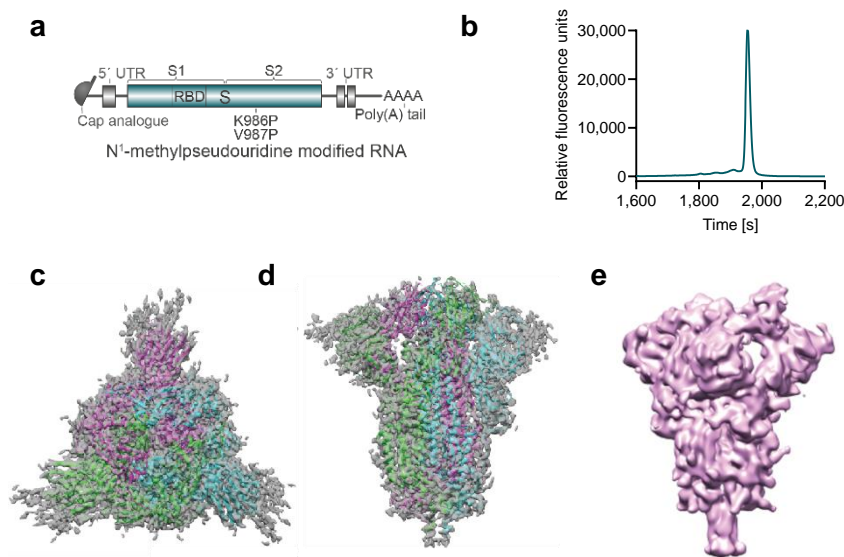 a
5´ UTR S1 S2 3´ UTR
RBD S AAAA
Cap analogue K986P Poly(A) tail
V987P
N¹-methylpseudouridine modified RNA
b
Relative fluorescence units
30,000
20,000
10,000
0
1,600 1,800 2,000 2,200
Time [s]
c
d
e